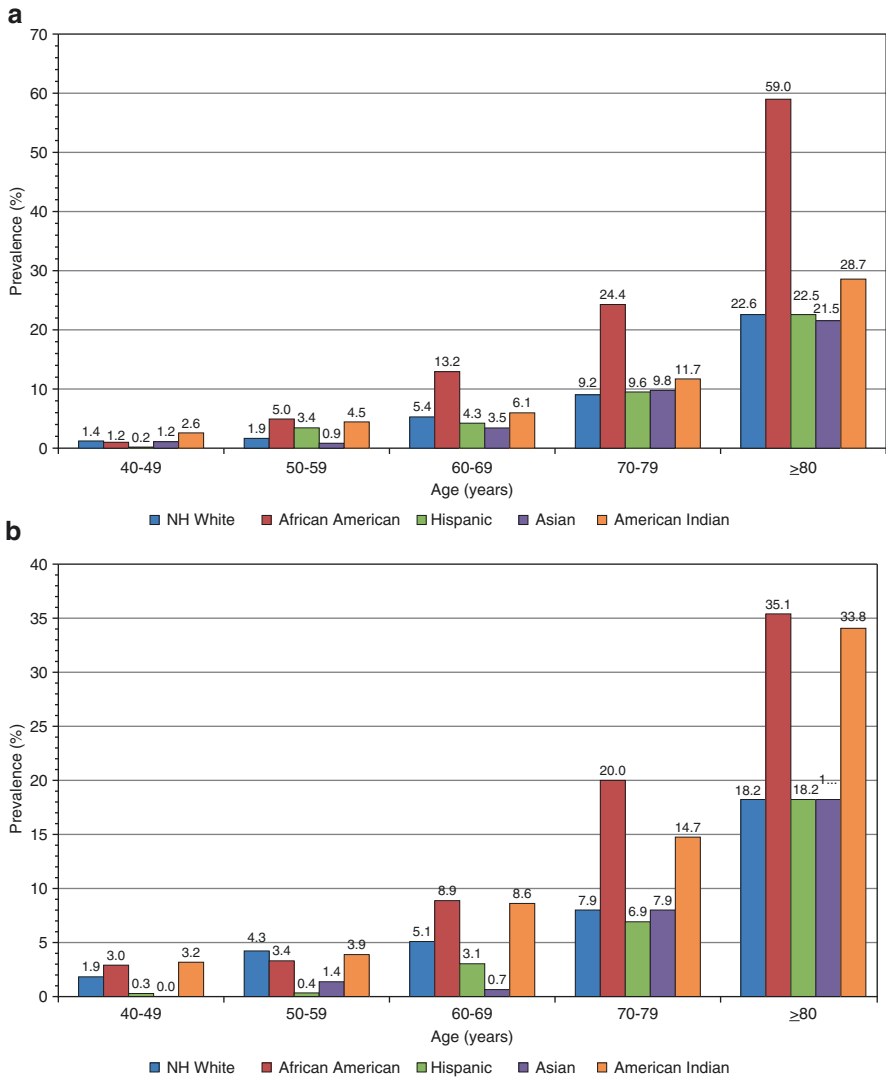 a
70
60
50
40
30
20
10
0
Prevalence (%)
1.4 1.2 0.2 1.2 2.6
1.9 5.0 3.4 0.9 4.5
5.4 13.2 4.3 3.5 6.1
9.2 24.4 9.6 9.8 11.7
22.6 59.0 22.5 21.5 28.7
40-49 50-59 60-69 70-79 ≥80
Age (years)
NH White African American Hispanic Asian American Indian
b
40
35
30
25
20
15
10
5
0
Prevalence (%)
1.9 3.0 0.3 0.0 3.2
4.3 3.4 0.4 1.4 3.9
5.1 8.9 3.1 0.7 8.6
7.9 20.0 6.9 7.9 14.7
18.2 35.1 18.2 1... 33.8
40-49 50-59 60-69 70-79 ≥80
Age (years)
NH White African American Hispanic Asian American Indian